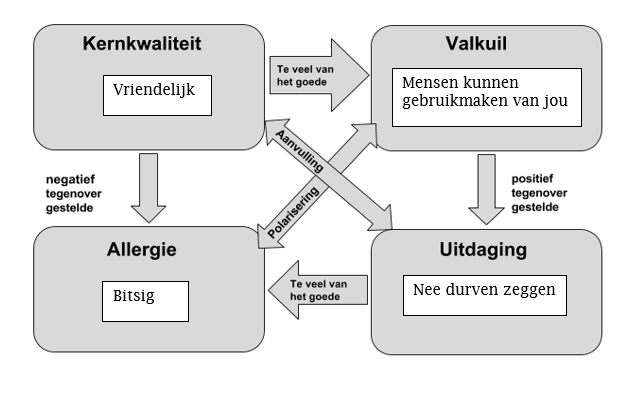 Kernkwaliteit
Vriendelijk
Te veel van
het goede
Valkuil
Mensen kunnen
gebruikmaken van jou
negatief
tegenover
gestelde
Aanvulling
Polarisering
positief
tegenover
gestelde
Allergie
Bitsig
Te veel van
het goede
Uitdaging
Nee durven zeggen